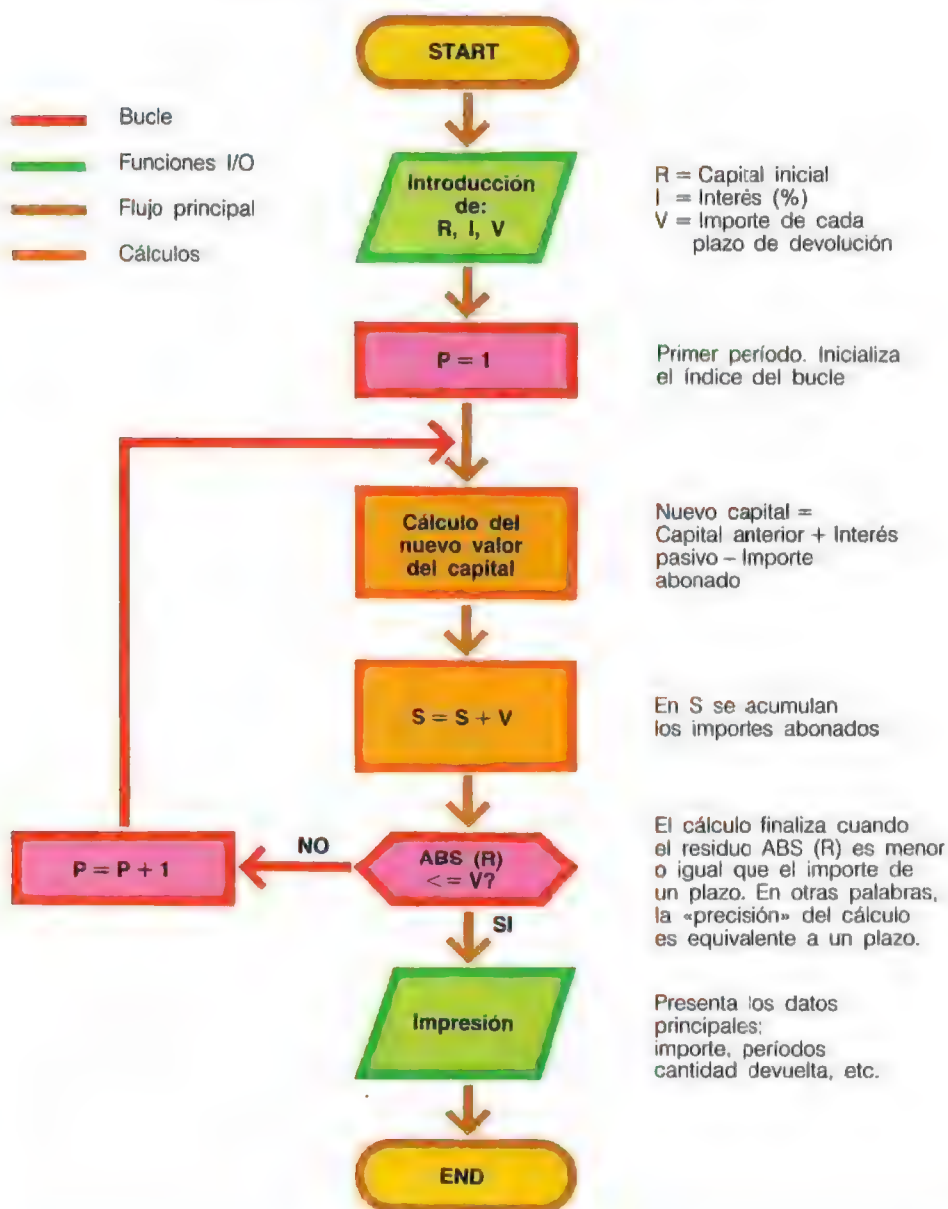 START
Bucle
Funciones I/O
Flujo principal
Cálculos
Introducción
de:
R, I, V
R = Capital inicial
I = Interés (%)
V = Importe de cada
plazo de devolución
P = 1
Primer período. Inicializa
el índice del bucle
Cálculo del
nuevo valor
del capital
Nuevo capital =
Capital anterior + Interés
pasivo – Importe
abonado
S = S + V
En S se acumulan
los importes abonados
P = P + 1
NO
ABS (R)
< = V?
SI
El cálculo finaliza cuando
el residuo ABS (R) es menor
o igual que el importe de
un plazo. En otras palabras,
la «precisión» del cálculo
es equivalente a un plazo.
Impresión
Presenta los datos
principales:
importe, períodos
cantidad devuelta, etc.
END